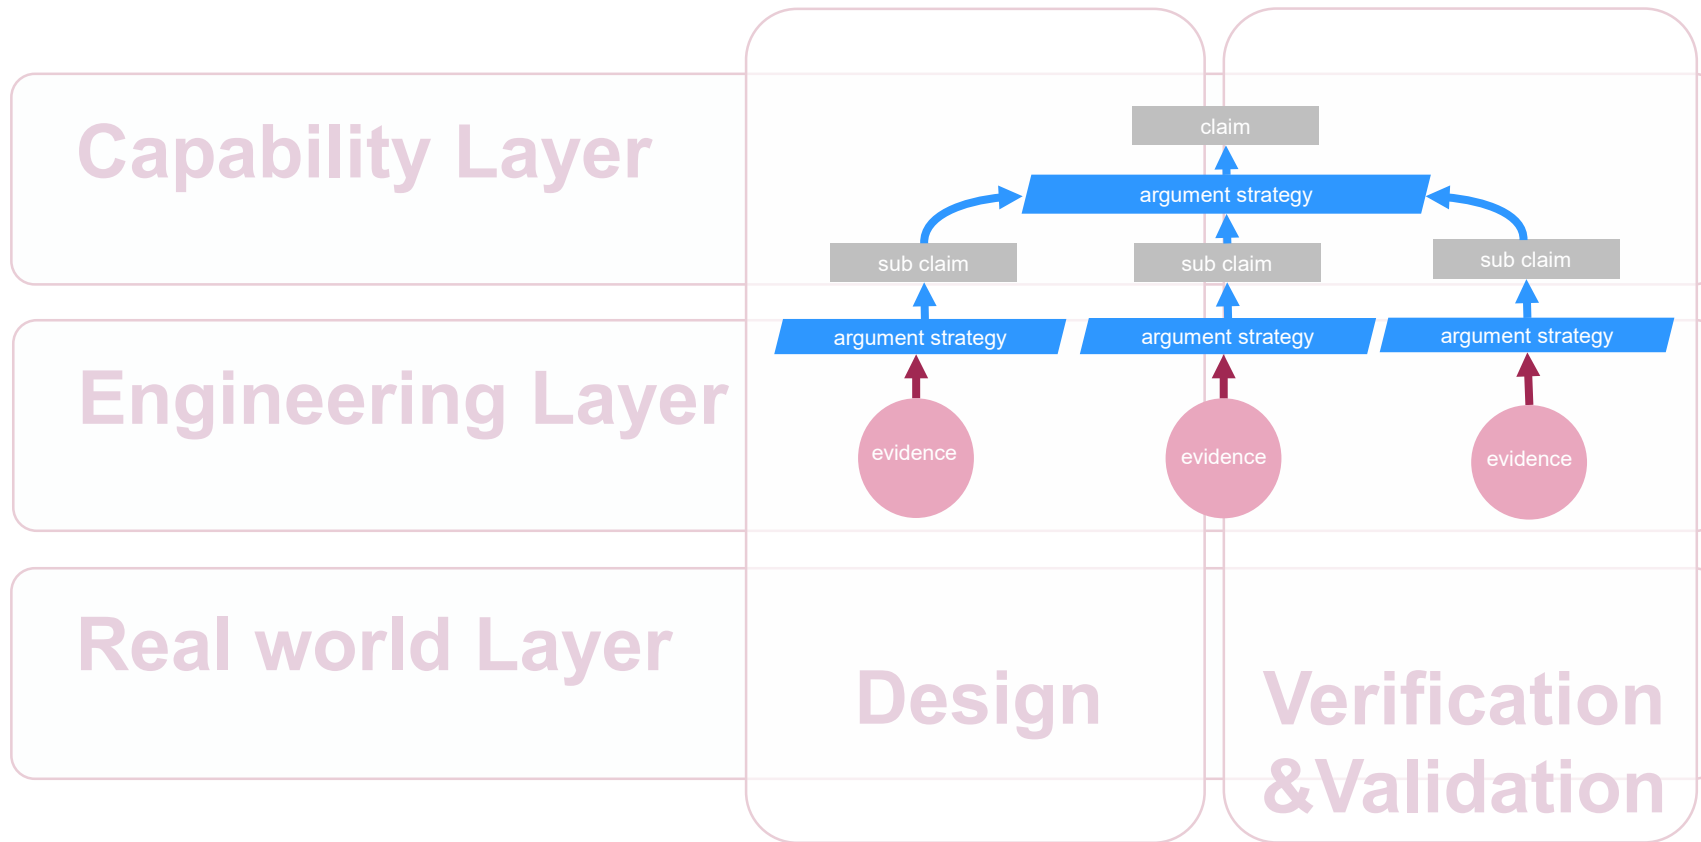 claim
Capability Layer
argument strategy
sub claim
sub claim
sub claim
argument strategy
argument strategy
argument strategy
Engineering Layer
evidence
evidence
evidence
Real world Layer
Design
Verification
&Validation